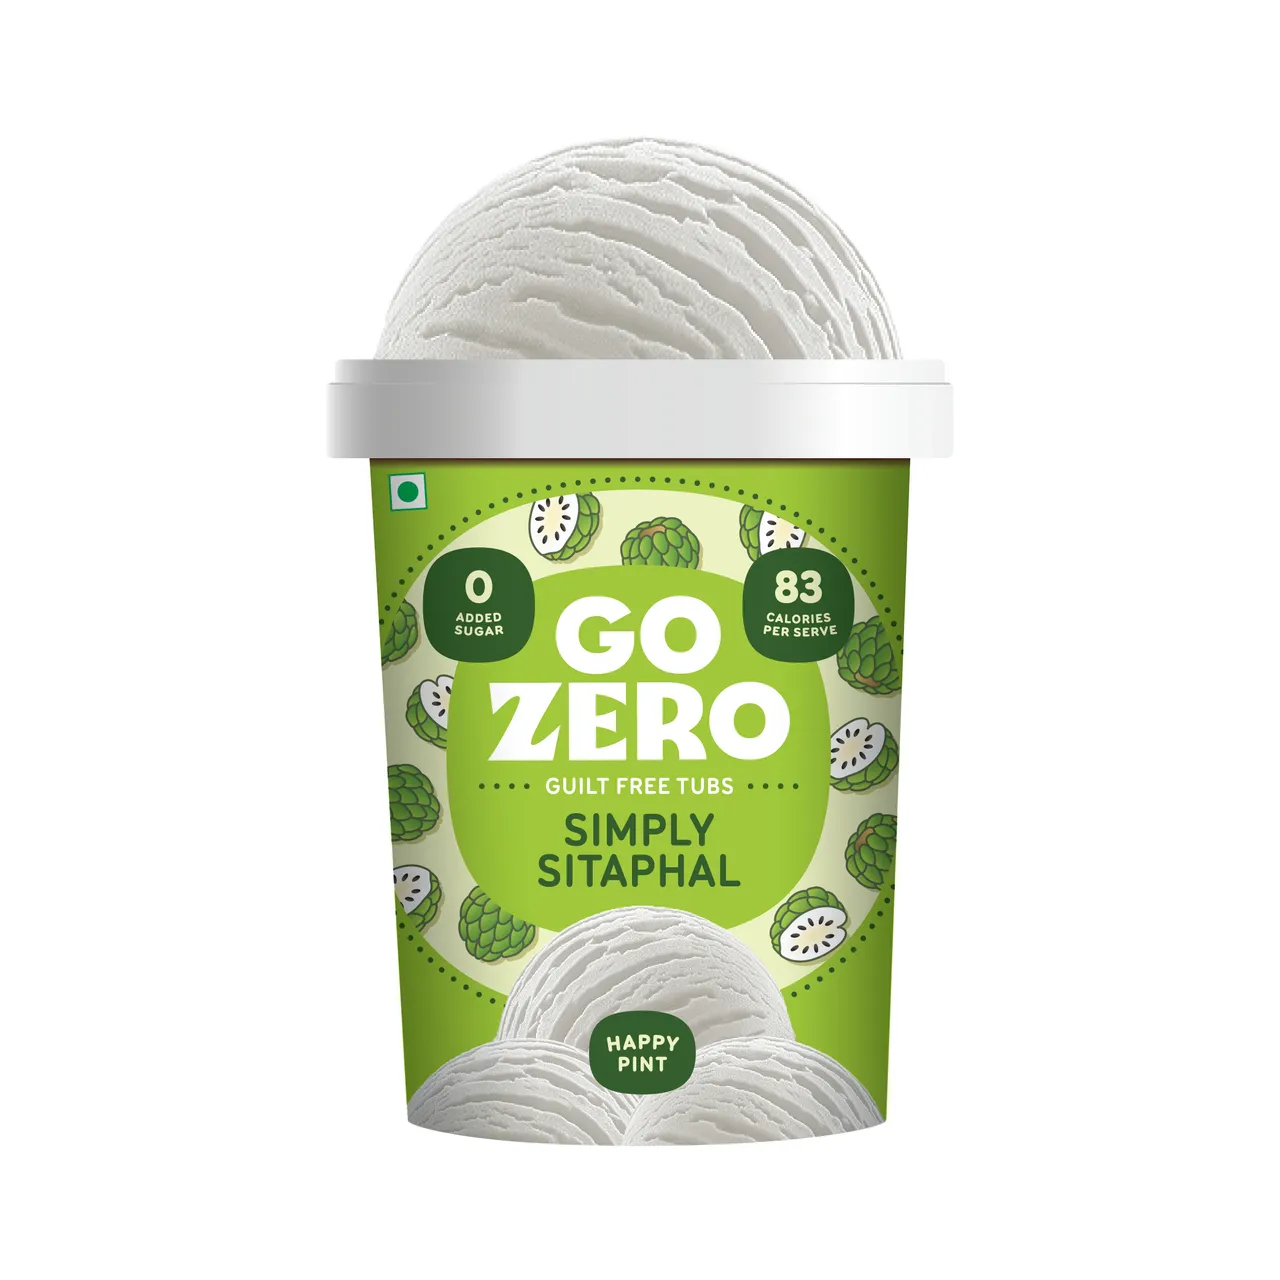 0
ADDED
SUGAR
83
CALORIES
PER SERVE
GO
ZERO
GUILT FREE TUBS
SIMPLY
SITAPHAL
HAPPY
PINT